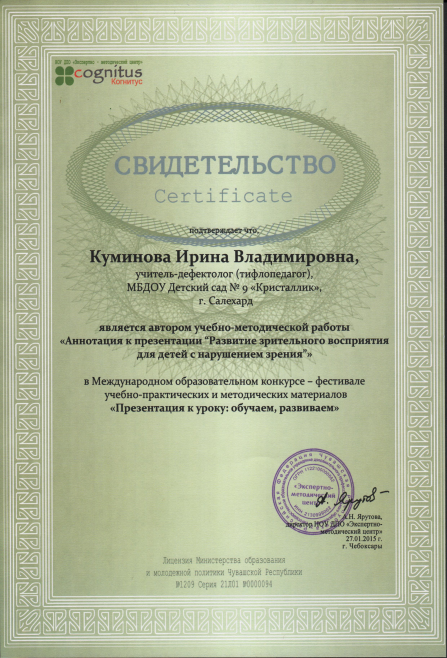 НОУ ДПО «Экспертно - методический центр»
cognitus
Когнитус
СВИДЕТЕЛЬСТВО
Certificate
подтверждает что,
Куминова Ирина Владимировна,
учитель-дефектолог (тифлопедагог),
МБДОУ Детский сад № 9 «Кристаллик»,
г. Салехард
является автором учебно-методической работы
«Аннотация к презентации “Развитие зрительного восприятия
для детей с нарушением зрения”»
в Международном образовательном конкурсе – фестивале
учебно-практических и методических материалов
«Презентация к уроку: обучаем, развиваем»
«Экспертно-
методический
центр»
А.Н. Ярутова,
директор НОУ ДПО «Экспертно-
методический центр»
27.01.2015 г.
г. Чебоксары
Лицензия Министерства образования
и молодежной политики Чувашской Республики
№1209 Серия 21Л01 №0000094